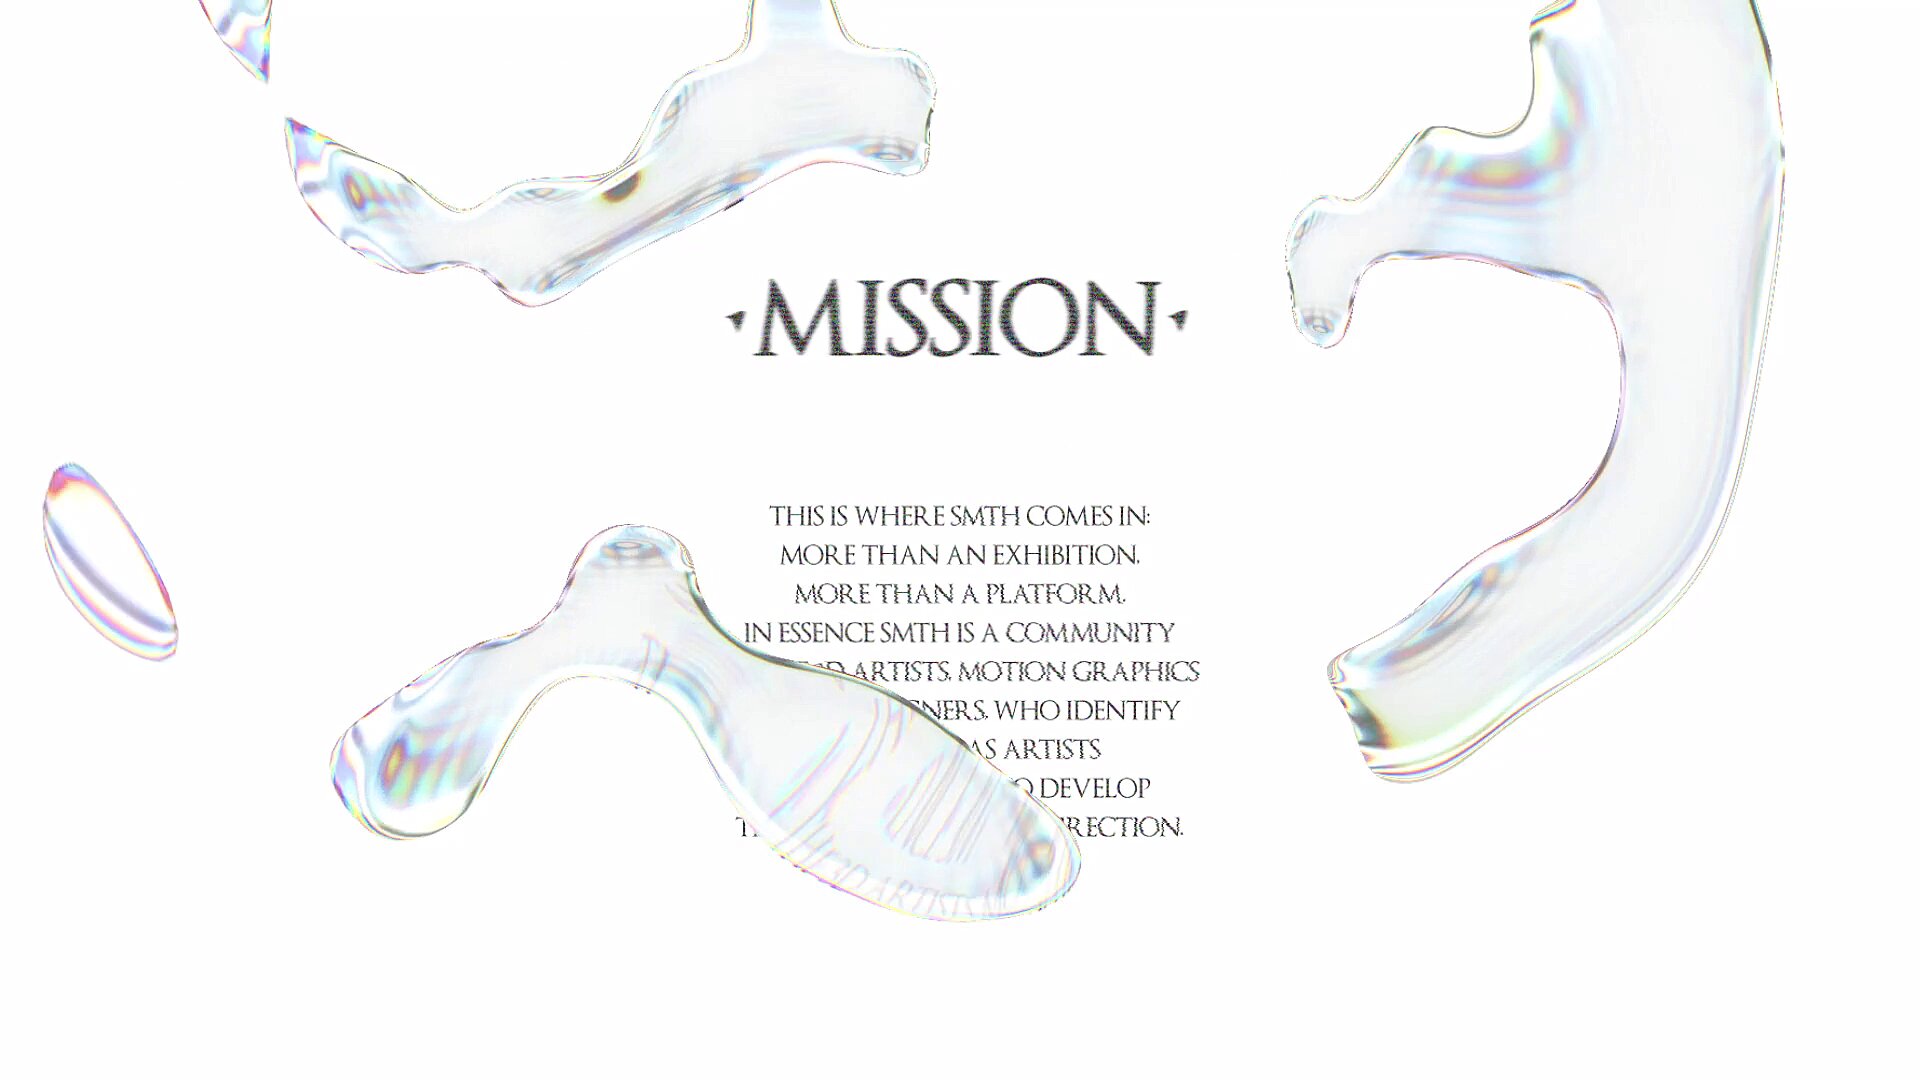 ·MISSION·
THIS IS WHERE SMTH COMES IN:
MORE THAN AN EXHIBITION,
MORE THAN A PLATFORM.
IN ESSENCE SMTH IS A COMMUNITY
ARTISTS, MOTION GRAPHICS
WHO IDENTIFY
AS ARTISTS
DEVELOP